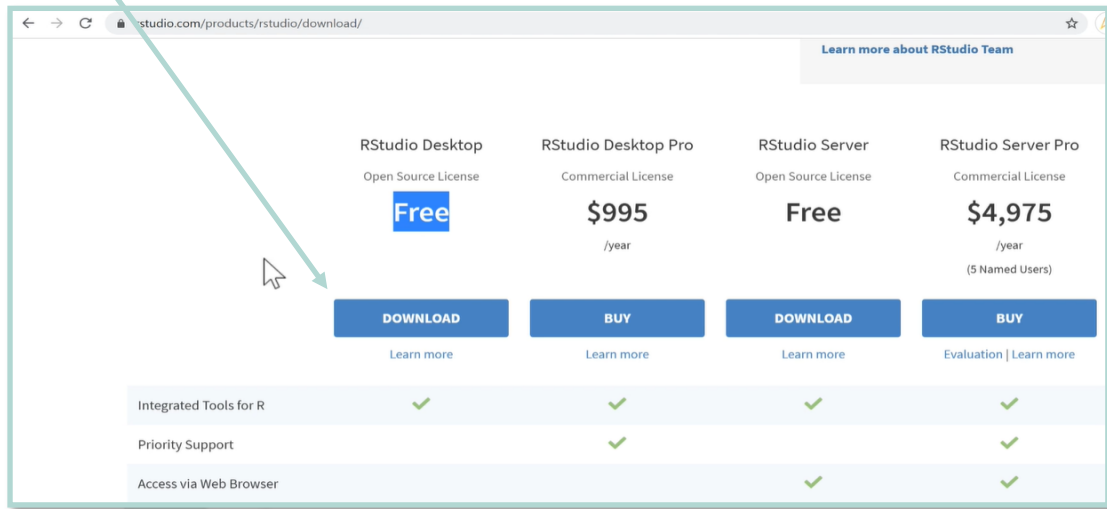 rstudio.com/products/rstudio/download/
Learn more about RStudio Team
RStudio Desktop RStudio Desktop Pro RStudio Server RStudio Server Pro
Open Source License Commercial License Open Source License Commercial License
Free $995 Free $4,975
/year /year
(5 Named Users)
DOWNLOAD BUY DOWNLOAD BUY
Learn more Learn more Learn more Evaluation | Learn more
Integrated Tools for R
Priority Support
Access via Web Browser